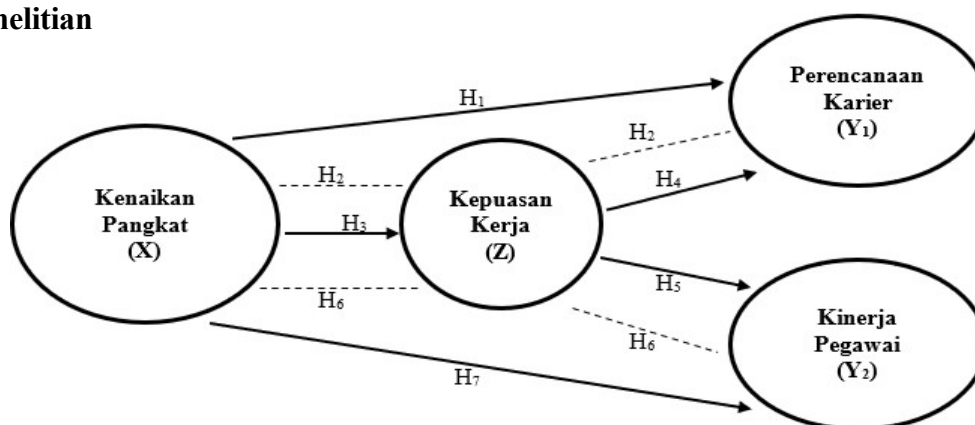 nelitian
H₁
Perencanaan
Karier
(Y₁)
H₂
H₂
H₄
Kenaikan
Pangkat
(X)
H₃
Kepuasan
Kerja
(Z)
H₅
H₆
H₆
Kinerja
Pegawai
(Y₂)
H₇